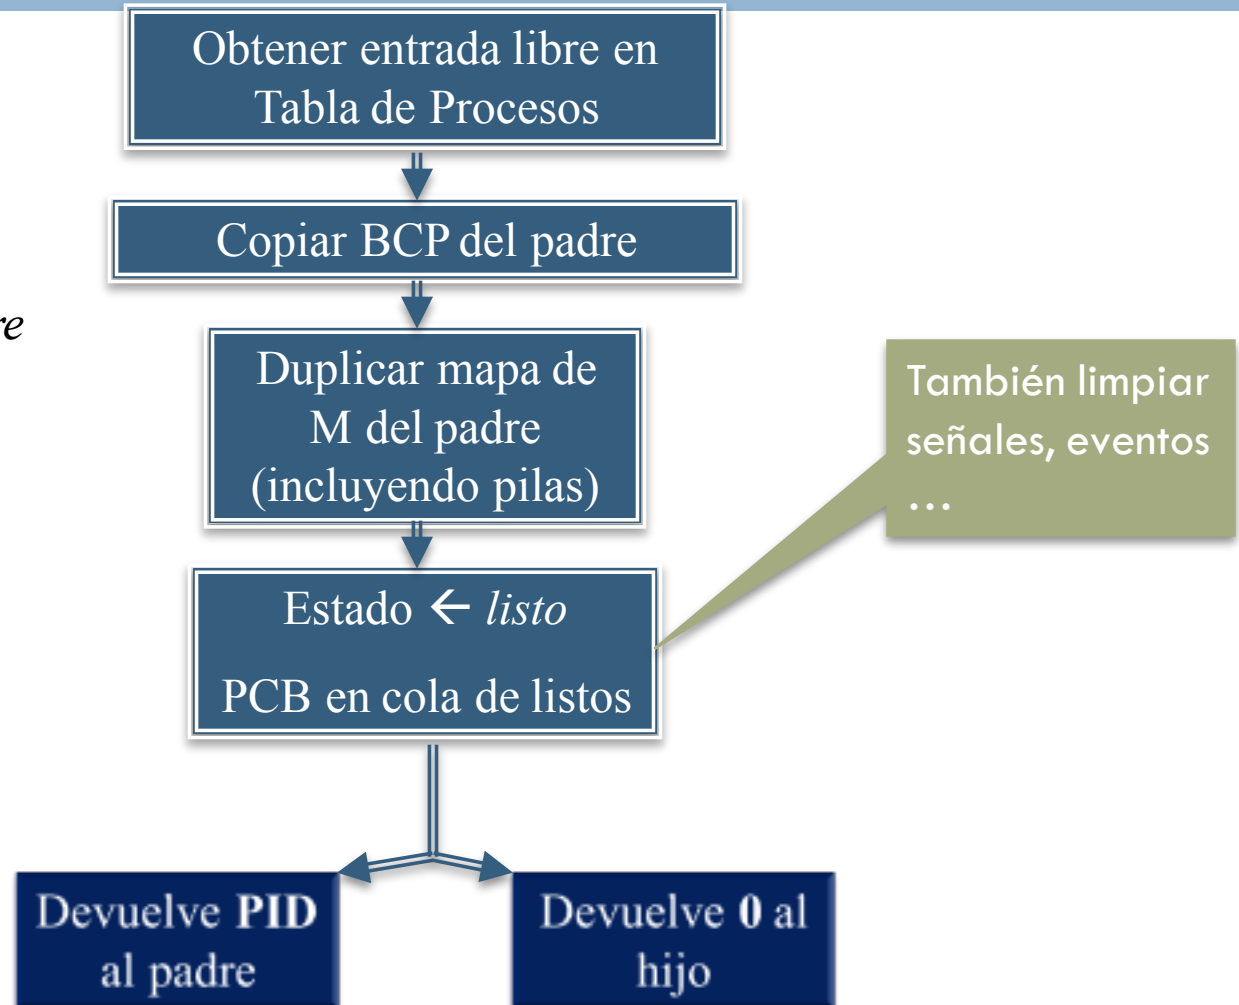 Obtener entrada libre en
Tabla de Procesos
Copiar BCP del padre
re
Duplicar mapa de
M del padre
(incluyendo pilas)
También limpiar
señales, eventos
…
Estado ← listo
PCB en cola de listos
Devuelve PID
al padre
Devuelve 0 al
hijo